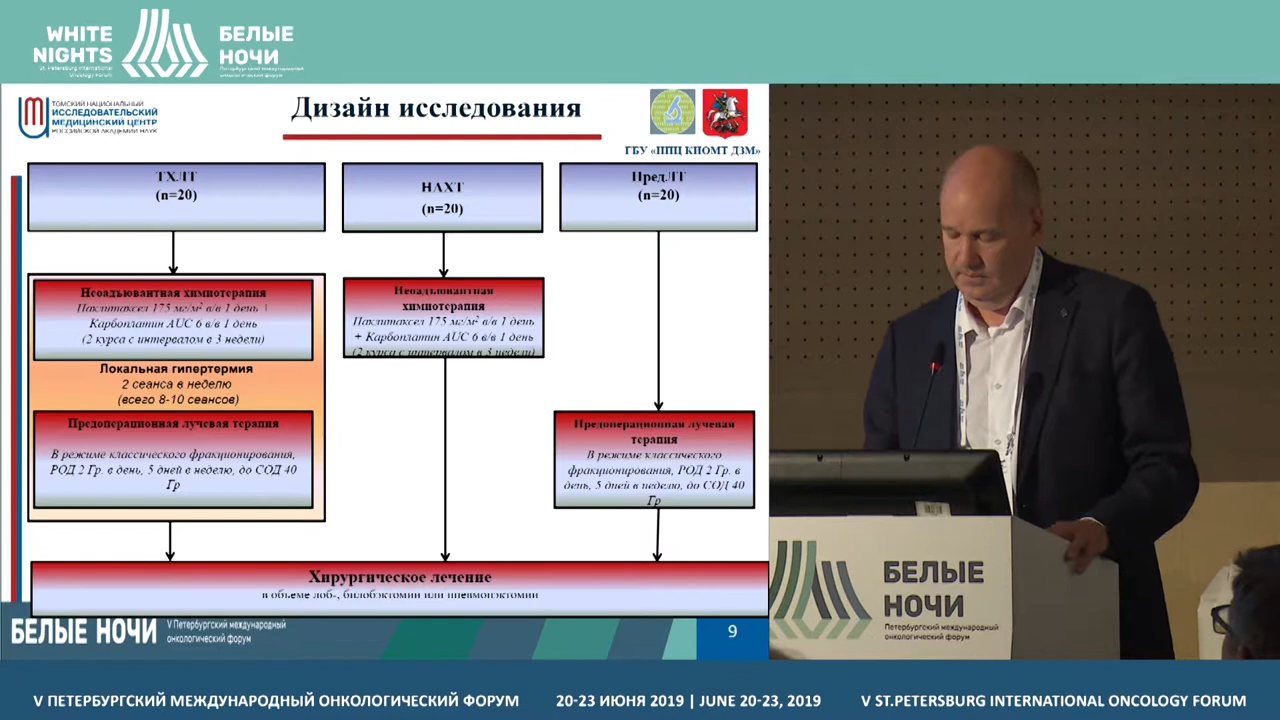 WHITE
NIGHTS
St. Petersburg International
Oncology Forum
БЕЛЫЕ
НОЧИ
Петербургский международный
онкологический форум
ТОМСКИЙ НАЦИОНАЛЬНЫЙ
ИССЛЕДОВАТЕЛЬСКИЙ
МЕДИЦИНСКИЙ ЦЕНТР
РОССИЙСКОЙ АКАДЕМИИ НАУК
Дизайн исследования
ГБУ «НПЦ КИОМТ ДЗМ»
ТХЛТ
(n=20)
НАХТ
(n=20)
Пред.ЛТ
(n=20)
Неоадъювантная химиотерапия
Паклитаксел 175 мг/м² в/в 1 день +
Карбоплатин AUC 6 в/в 1 день
(2 курса с интервалом в 3 недели)
Локальная гипертермия
2 сеанса в неделю
(всего 8-10 сеансов)
Предоперационная лучевая терапия
В режиме классического фракционирования,
РОД 2 Гр. в день, 5 дней в неделю, до СОД 40
Гр
Неоадъювантная
химиотерапия
Паклитаксел 175 мг/м² в/в 1 день
+ Карбоплатин AUC 6 в/в 1 день
(2 курса с интервалом в 3 недели)
Предоперационная лучевая
терапия
В режиме классического
фракционирования, РОД 2 Гр. в
день, 5 дней в неделю, до СОД 40
Гр
Хирургическое лечение
в объеме лоб-, билобэктомии или пневмонэктомии
БЕЛЫЕ НОЧИ
V Петербургский международный
онкологический форум
9
БЕЛЫЕ
НОЧИ
Петербургский международный
онкологический форум
V ПЕТЕРБУРГСКИЙ МЕЖДУНАРОДНЫЙ ОНКОЛОГИЧЕСКИЙ ФОРУМ
20-23 ИЮНЯ 2019 | JUNE 20-23, 2019
V ST.PETERSBURG INTERNATIONAL ONCOLOGY FORUM